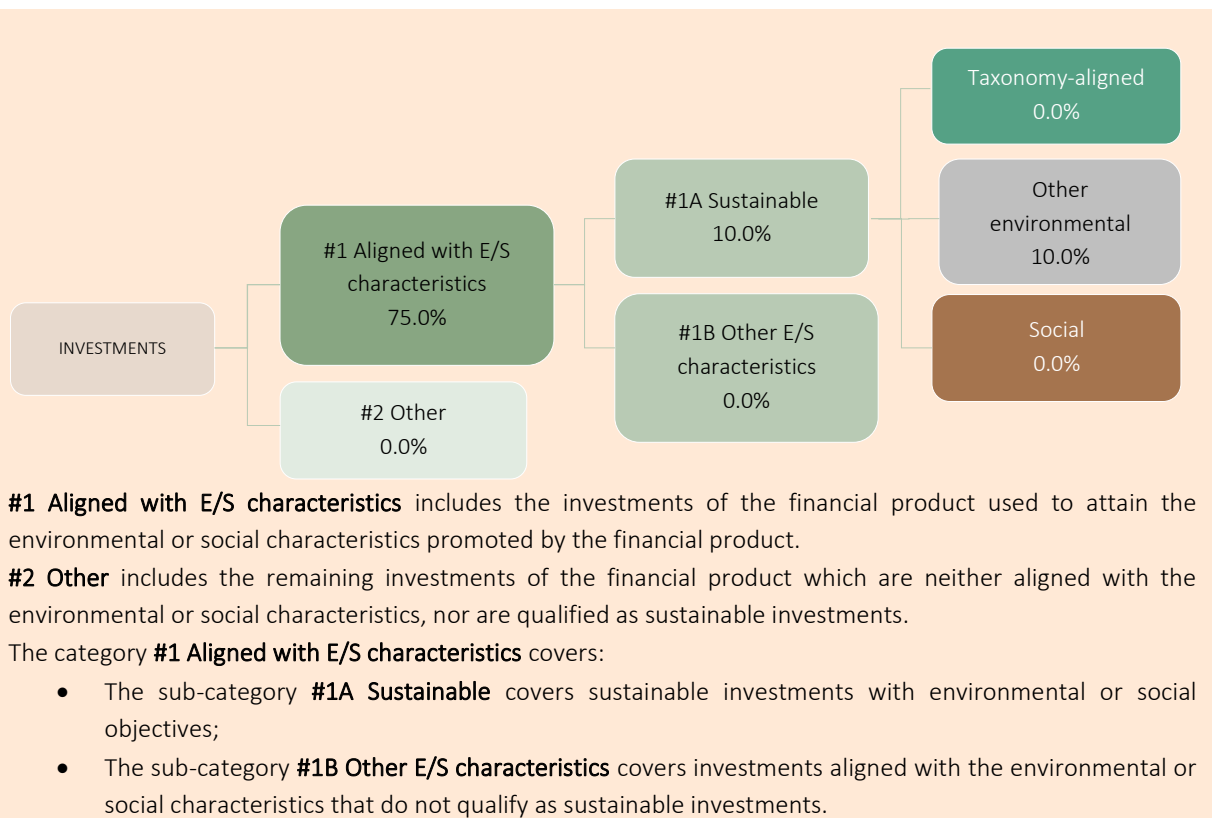 Taxonomy-aligned
0.0%
Other
environmental
10.0%
Social
0.0%
#1A Sustainable
10.0%
#1B Other E/S
characteristics
0.0%
#1 Aligned with E/S
characteristics
75.0%
#2 Other
0.0%
INVESTMENTS
#1 Aligned with E/S characteristics includes the investments of the financial product used to attain the
environmental or social characteristics promoted by the financial product.
#2 Other includes the remaining investments of the financial product which are neither aligned with the
environmental or social characteristics, nor are qualified as sustainable investments.
The category #1 Aligned with E/S characteristics covers:
• The sub-category #1A Sustainable covers sustainable investments with environmental or social
objectives;
• The sub-category #1B Other E/S characteristics covers investments aligned with the environmental or
social characteristics that do not qualify as sustainable investments.